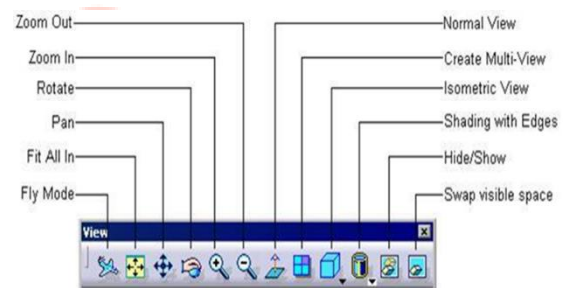 Zoom Out
Zoom In
Rotate
Pan
Fit All In
Fly Mode
Normal View
Create Multi-View
Isometric View
Shading with Edges
Hide/Show
Swap visible space
View